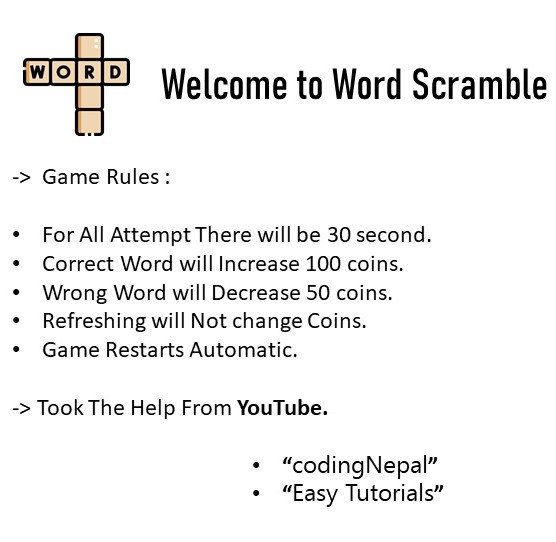 WORD
Welcome to Word Scramble
-> Game Rules :
• For All Attempt There will be 30 second.
• Correct Word will Increase 100 coins.
• Wrong Word will Decrease 50 coins.
• Refreshing will Not change Coins.
• Game Restarts Automatic.
-> Took The Help From YouTube.
• “codingNepal”
• “Easy Tutorials”